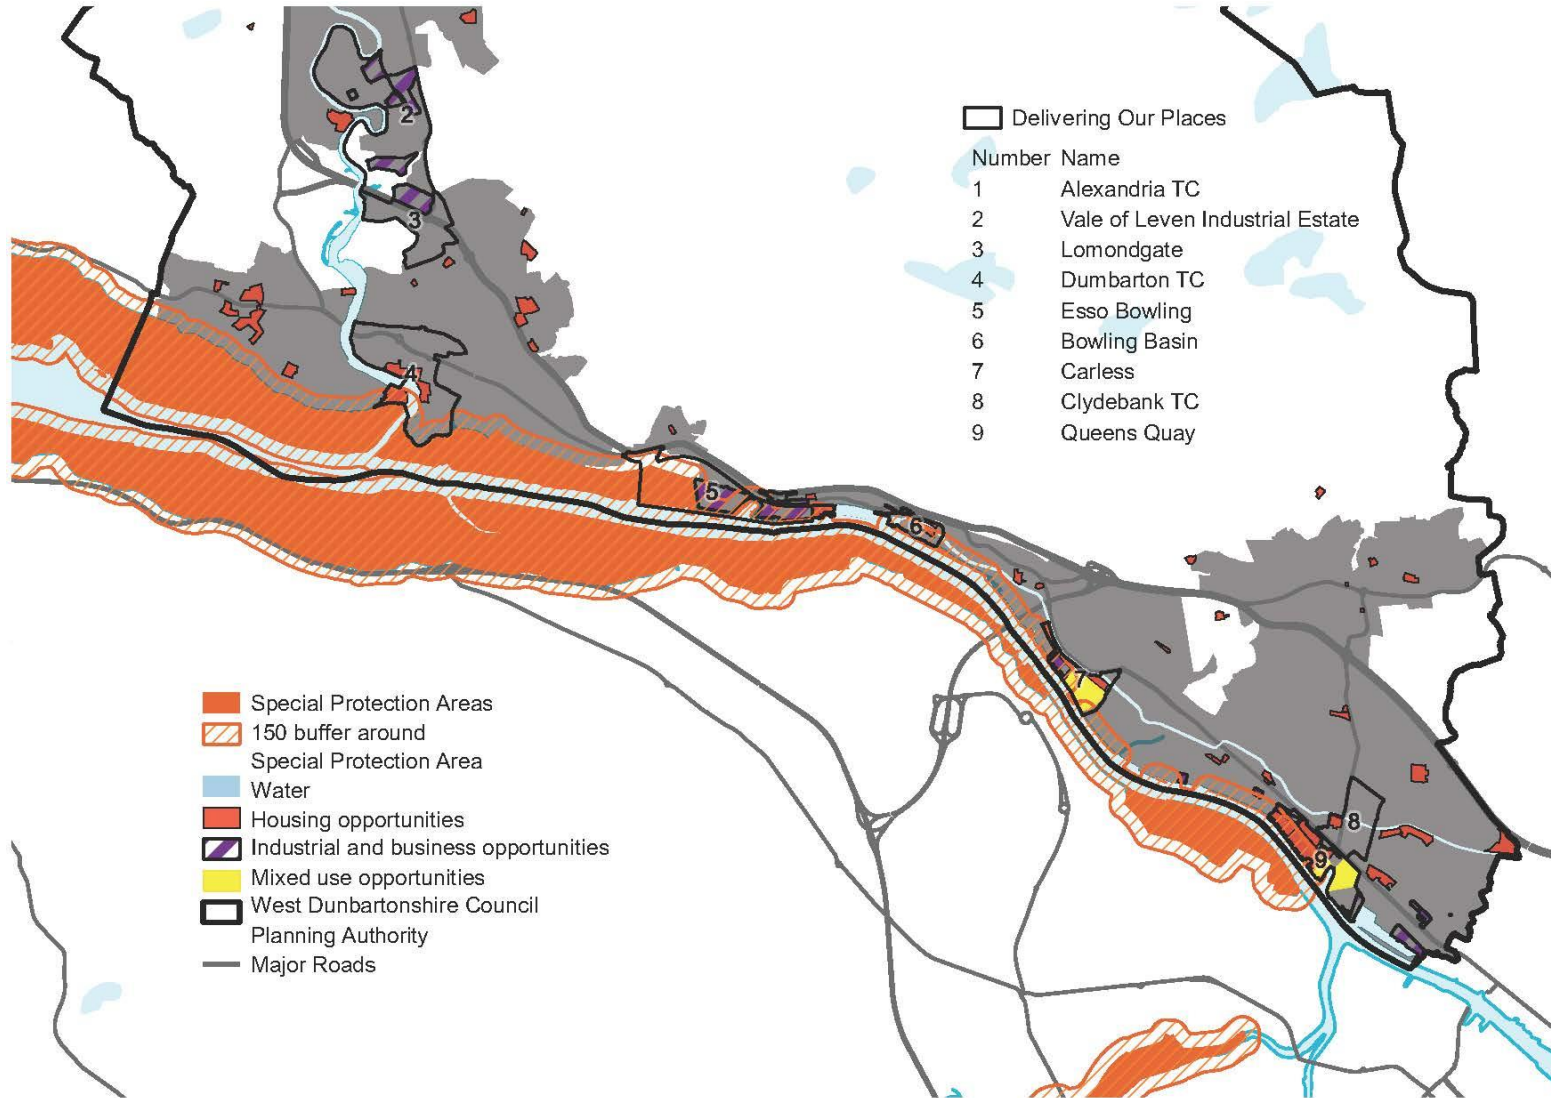 Delivering Our Places
Number Name
1 Alexandria TC
2 Vale of Leven Industrial Estate
3 Lomondgate
4 Dumbarton TC
5 Esso Bowling
6 Bowling Basin
7 Carless
8 Clydebank TC
9 Queens Quay
2
3
4
5
6
7
8
9
Special Protection Areas
150 buffer around
Special Protection Area
Water
Housing opportunities
Industrial and business opportunities
Mixed use opportunities
West Dunbartonshire Council
Planning Authority
Major Roads